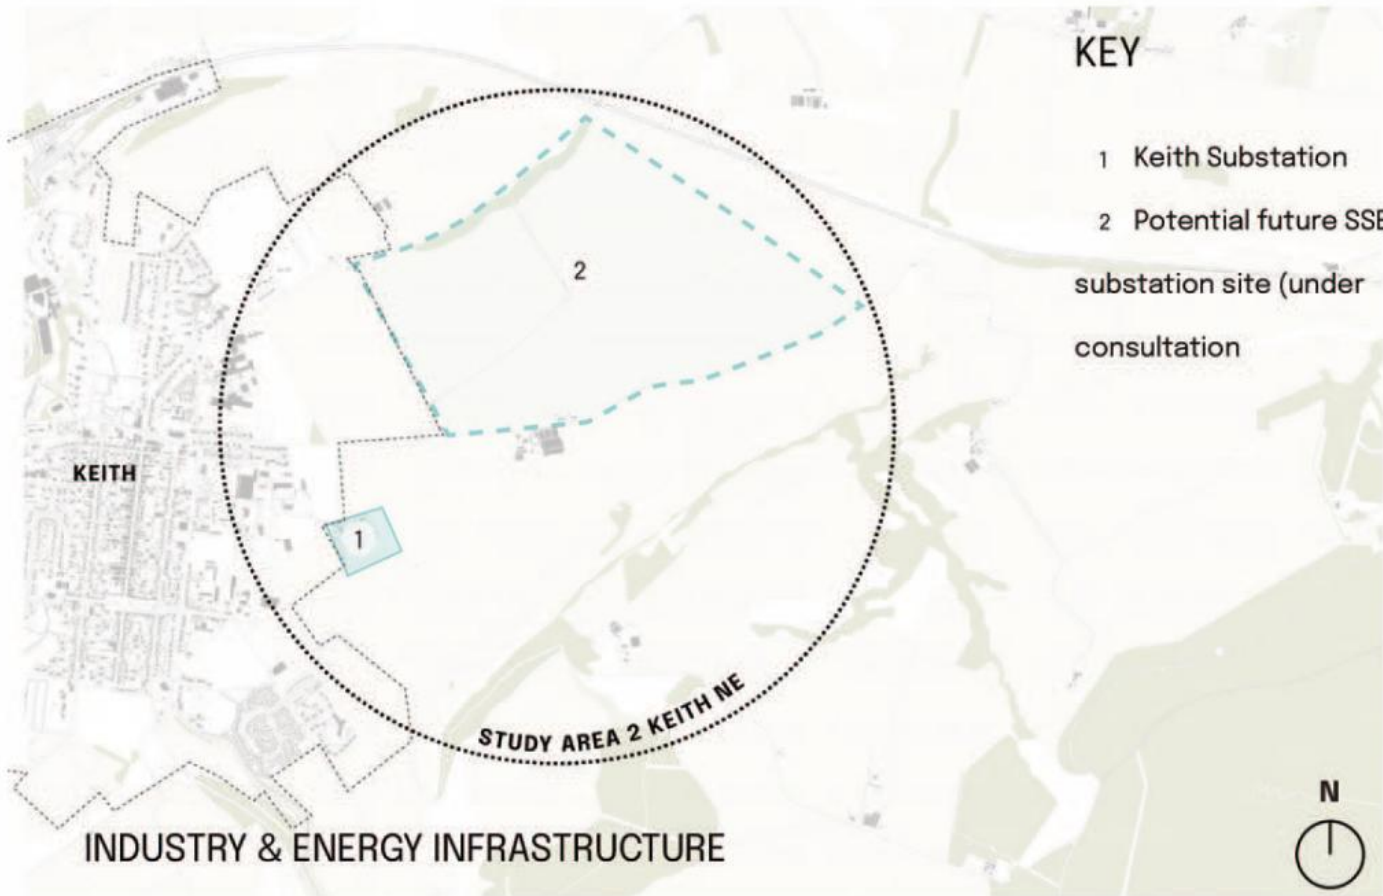 KEY
1 Keith Substation
2 Potential future SSE
substation site (under
consultation
2
KEITH
1
STUDY AREA 2 KEITH NE
N
INDUSTRY & ENERGY INFRASTRUCTURE